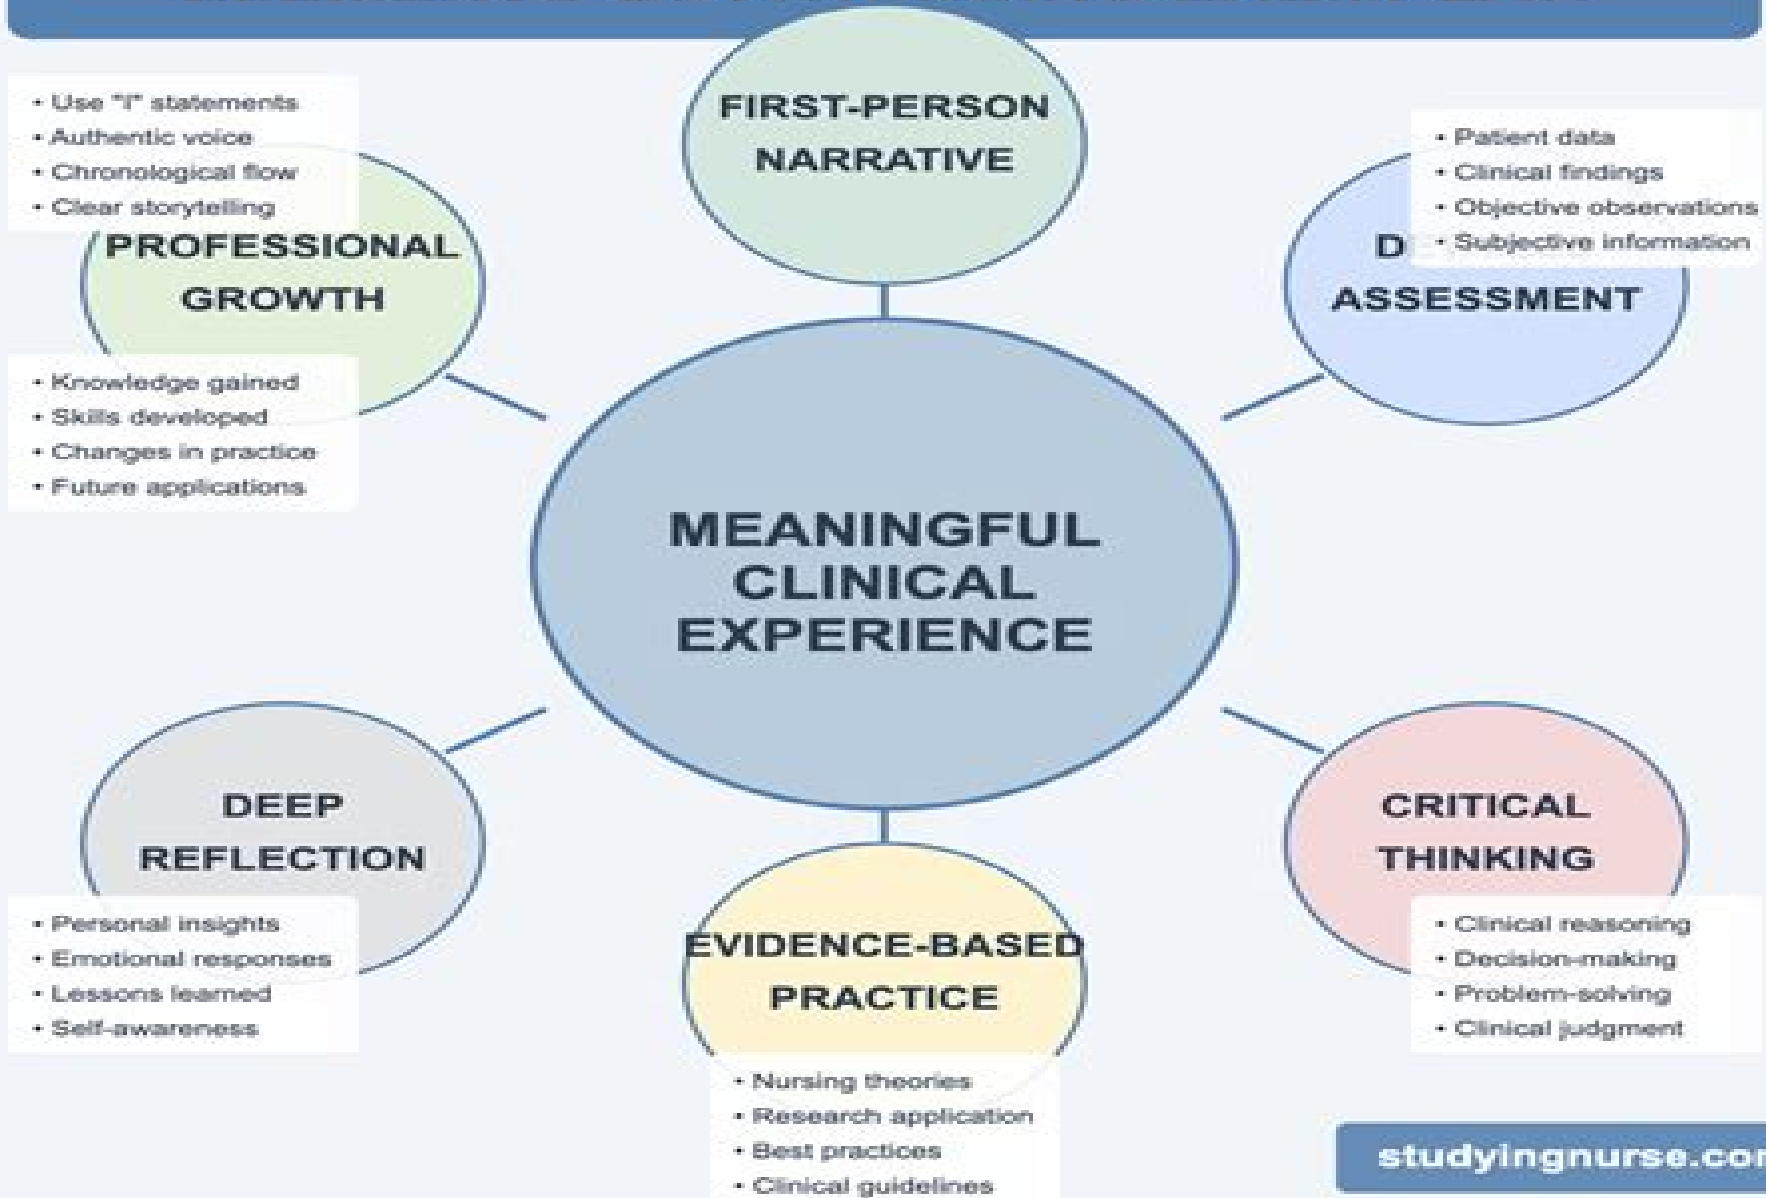 FIRST-PERSON
NARRATIVE
• Use "I" statements
• Authentic voice
• Chronological flow
• Clear storytelling
PROFESSIONAL
GROWTH
• Knowledge gained
• Skills developed
• Changes in practice
• Future applications
• Patient data
• Clinical findings
• Objective observations
• Subjective information
D
ASSESSMENT
MEANINGFUL
CLINICAL
EXPERIENCE
DEEP
REFLECTION
• Personal insights
• Emotional responses
• Lessons learned
• Self-awareness
EVIDENCE-BASED
PRACTICE
• Nursing theories
• Research application
• Best practices
• Clinical guidelines
CRITICAL
THINKING
• Clinical reasoning
• Decision-making
• Problem-solving
• Clinical judgment
studyingnurse.com